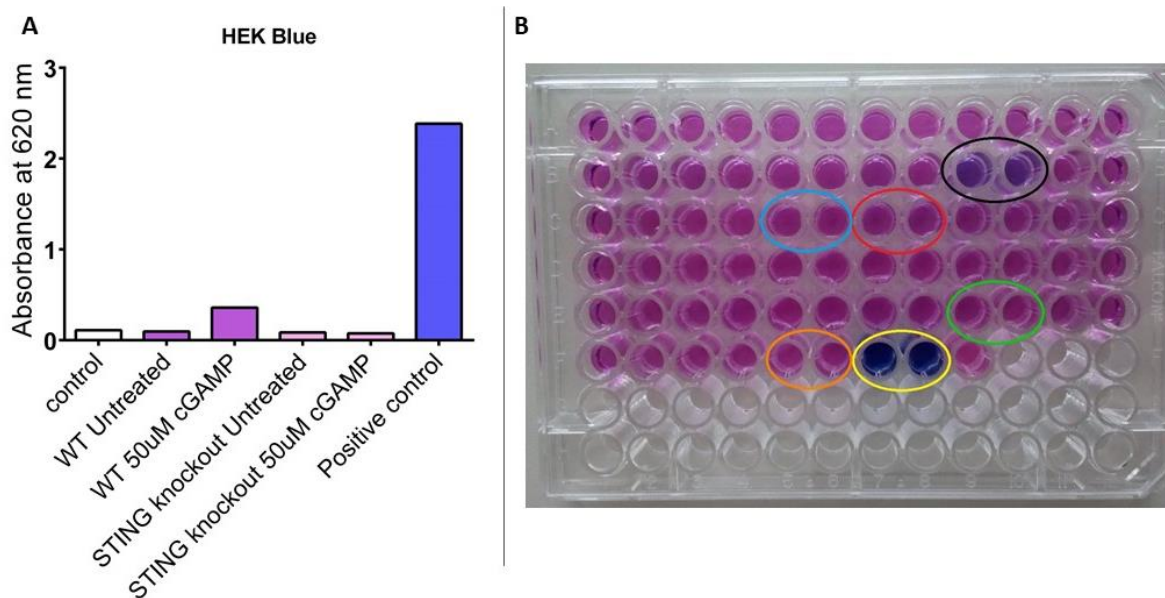 A
HEK Blue
Absorbance at 620 nm
3
2
1
0
control
WT Untreated
WT 50uM cGAMP
STING knockout Untreated
STING knockout 50uM cGAMP
Positive control
B